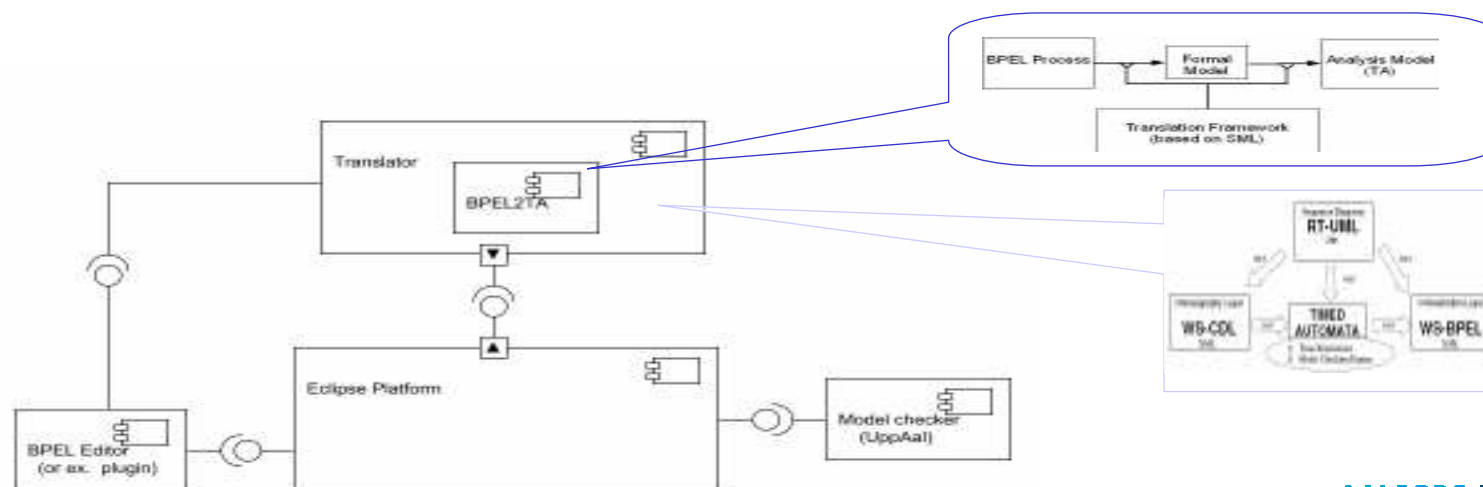 BPEL Process
Formal
Model
Analysis Model
(TA)
Translation Framework
(based on SML)
Translator
BPEL2TA
RT-UML
WS-CDL
TIMED
AUTOMATA
WS-BPEL
Eclipse Platform
Model checker
(UppAal)
BPEL Editor
(or ex. plugin)